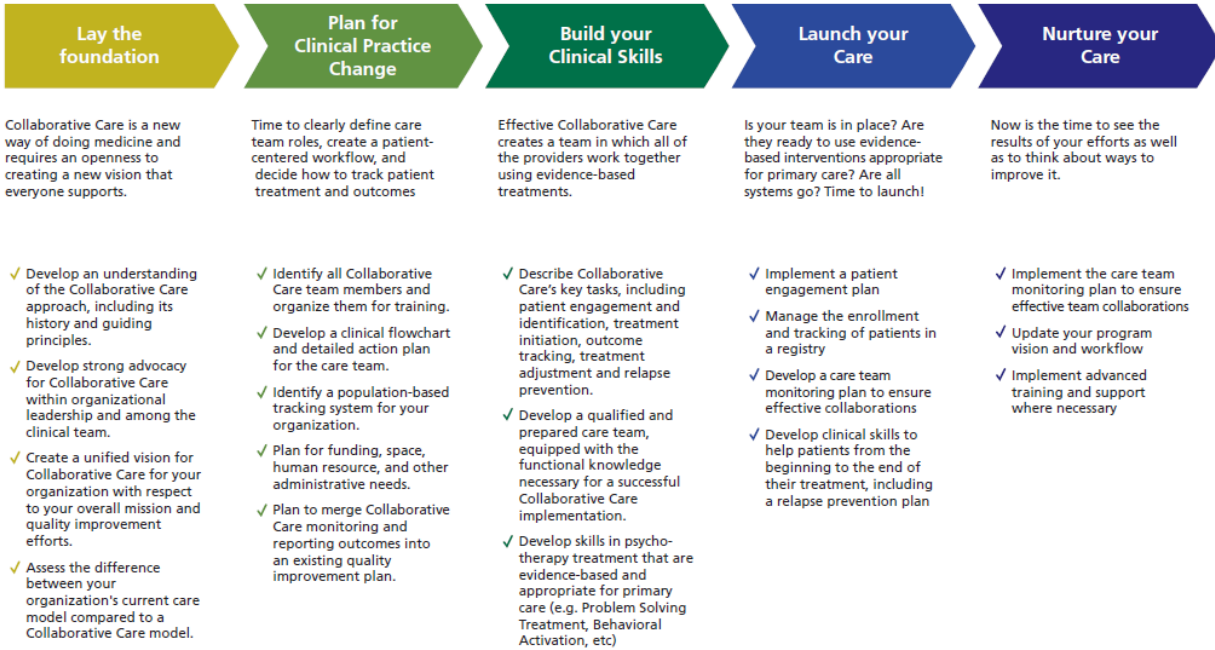 Lay the
foundation
Plan for
Clinical Practice
Change
Build your
Clinical Skills
Launch your
Care
Nurture your
Care
Collaborative Care is a new
way of doing medicine and
requires an openness to
creating a new vision that
everyone supports.
Time to clearly define care
team roles, create a patient-
centered workflow, and
decide how to track patient
treatment and outcomes
Effective Collaborative Care
creates a team in which all of
the providers work together
using evidence-based
treatments.
Is your team is in place? Are
they ready to use evidence-
based interventions appropriate
for primary care? Are all
systems go? Time to launch!
Now is the time to see the
results of your efforts as well
as to think about ways to
improve it.
✓ Develop an understanding
of the Collaborative Care
approach, including its
history and guiding
principles.
✓ Develop strong advocacy
for Collaborative Care
within organizational
leadership and among the
clinical team.
✓ Create a unified vision for
Collaborative Care for your
organization with respect
to your overall mission and
quality improvement
efforts.
✓ Assess the difference
between your
organization's current care
model compared to a
Collaborative Care model.
✓ Identify all Collaborative
Care team members and
organize them for training.
✓ Develop a clinical flowchart
and detailed action plan
for the care team.
✓ Identify a population-based
tracking system for your
organization.
✓ Plan for funding, space,
human resource, and other
administrative needs.
✓ Plan to merge Collaborative
Care monitoring and
reporting outcomes into
an existing quality
improvement plan.
✓ Describe Collaborative
Care's key tasks, including
patient engagement and
identification, treatment
initiation, outcome
tracking, treatment
adjustment and relapse
prevention.
✓ Develop a qualified and
prepared care team,
equipped with the
functional knowledge
necessary for a successful
Collaborative Care
implementation.
✓ Develop skills in psycho-
therapy treatment that are
evidence-based and
appropriate for primary
care (e.g. Problem Solving
Treatment, Behavioral
Activation, etc)
✓ Implement a patient
engagement plan
✓ Manage the enrollment
and tracking of patients in
a registry
✓ Develop a care team
monitoring plan to ensure
effective collaborations
✓ Develop clinical skills to
help patients from the
beginning to the end of
their treatment, including
a relapse prevention plan
✓ Implement the care team
monitoring plan to ensure
effective team collaborations
✓ Update your program
vision and workflow
✓ Implement advanced
training and support
where necessary